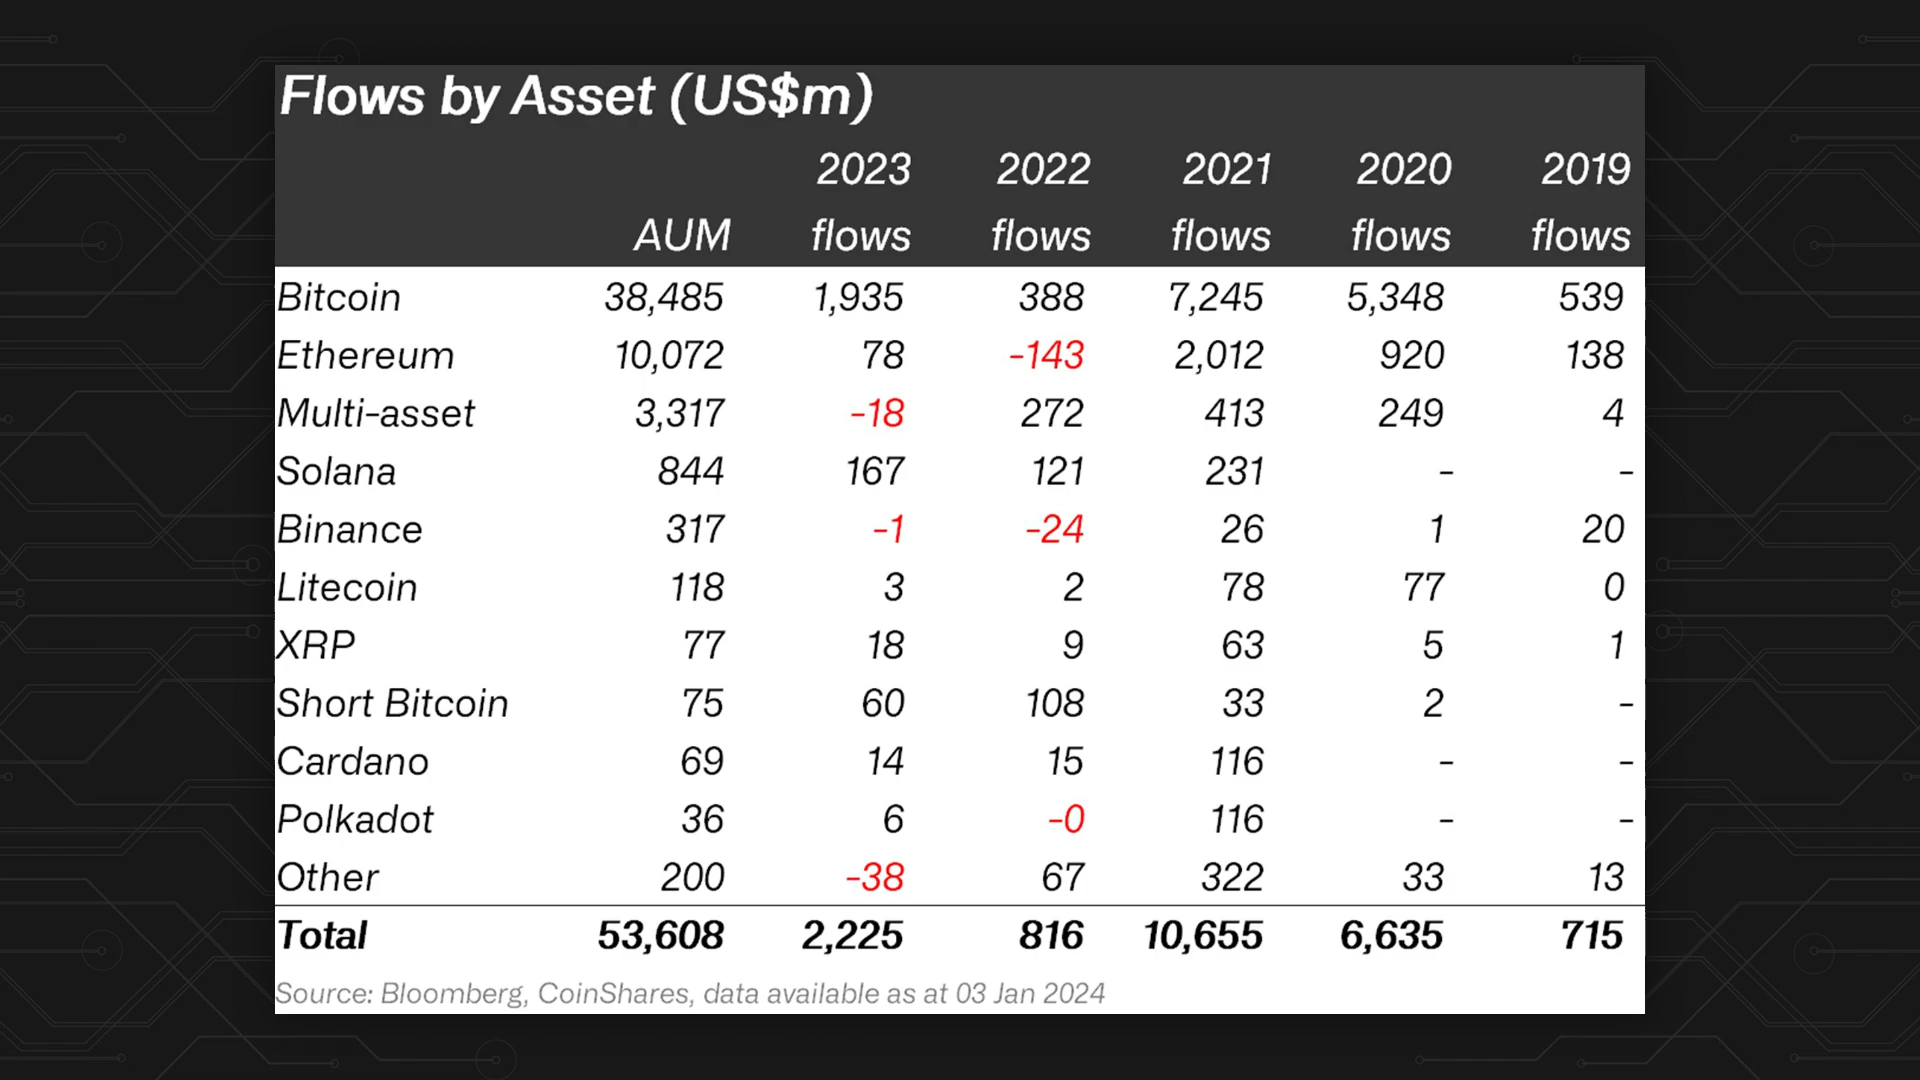 Flows by Asset (US$m)
2023 2022 2021 2020 2019
AUM flows flows flows flows flows
Bitcoin 38,485 1,935 388 7,245 5,348 539
Ethereum 10,072 78 -143 2,012 920 138
Multi-asset 3,317 -18 272 413 249 4
Solana 844 167 121 231 - -
Binance 317 -1 -24 26 1 20
Litecoin 118 3 2 78 77 0
XRP 77 18 9 63 5 1
Short Bitcoin 75 60 108 33 2 -
Cardano 69 14 15 116 - -
Polkadot 36 6 -0 116 - -
Other 200 -38 67 322 33 13
Total 53,608 2,225 816 10,655 6,635 715
Source: Bloomberg, CoinShares, data available as at 03 Jan 2024